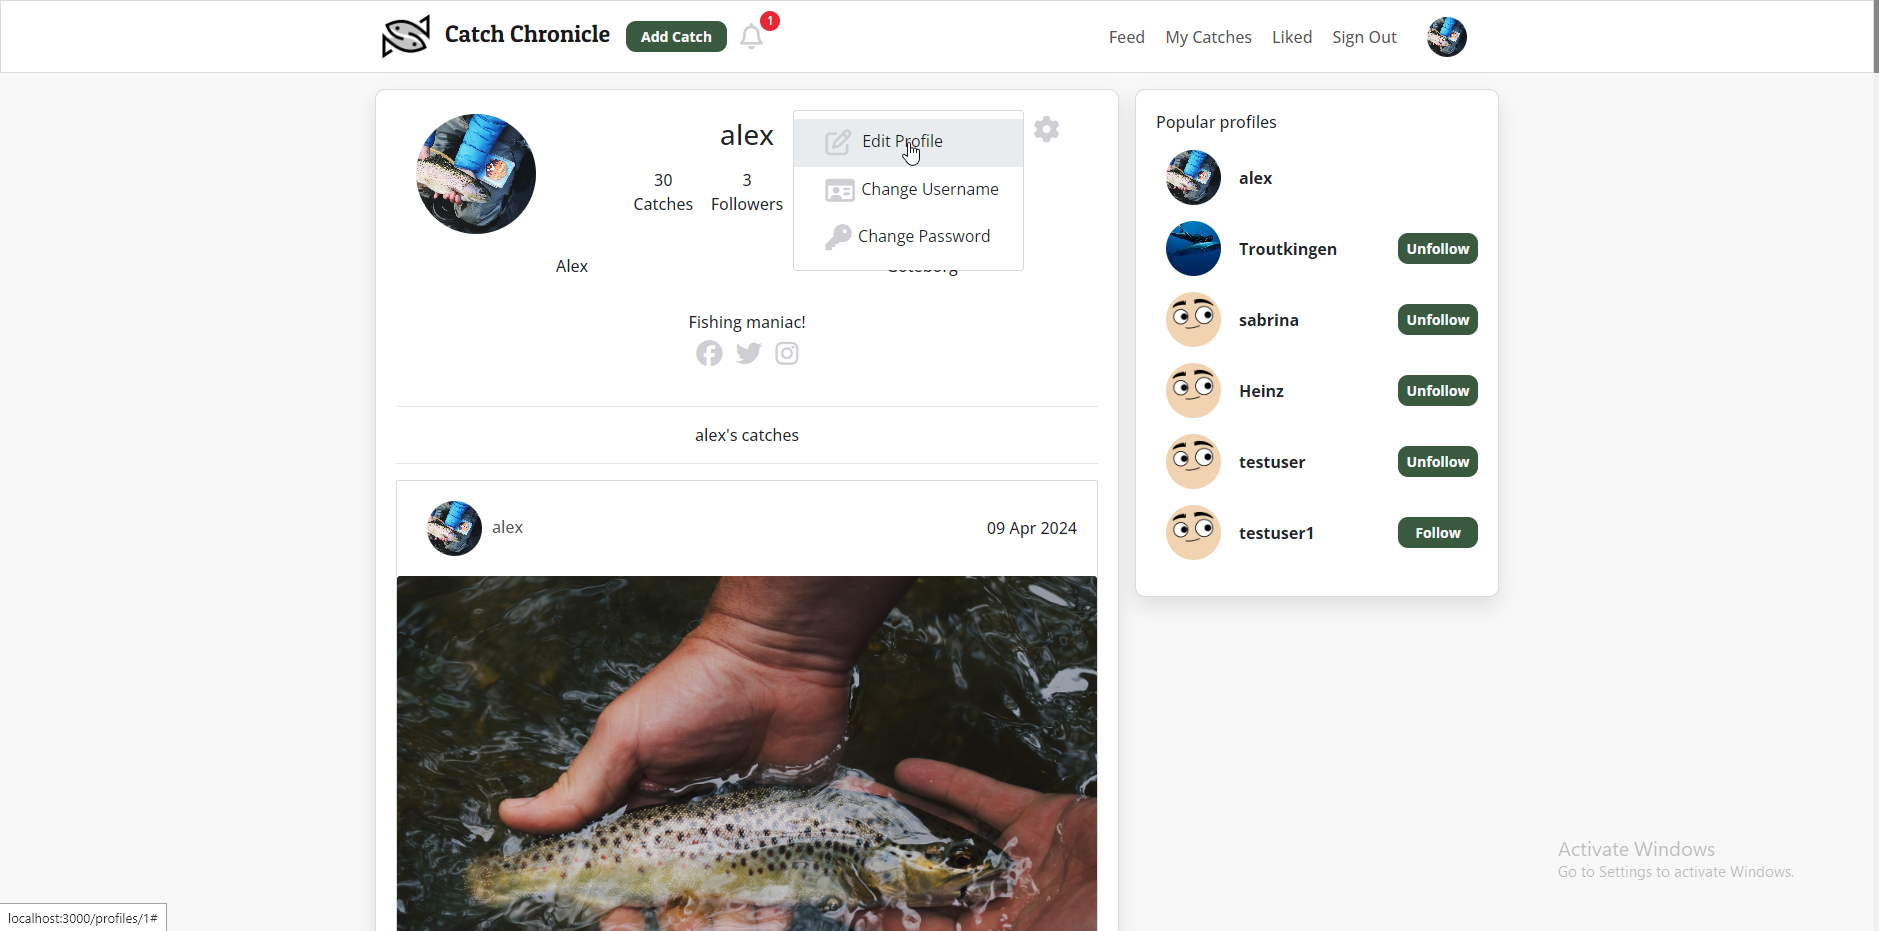 Catch Chronicle
Add Catch
1
Feed
My Catches
Liked
Sign Out
alex
30
Catches
3
Followers
Edit Profile
Change Username
Change Password
Alex
Fishing maniac!
alex's catches
alex
09 Apr 2024
Popular profiles
alex
Troutkingen
Unfollow
sabrina
Unfollow
Heinz
Unfollow
testuser
Unfollow
testuser1
Follow
Activate Windows
Go to Settings to activate Windows.
localhost:3000/profiles/1#